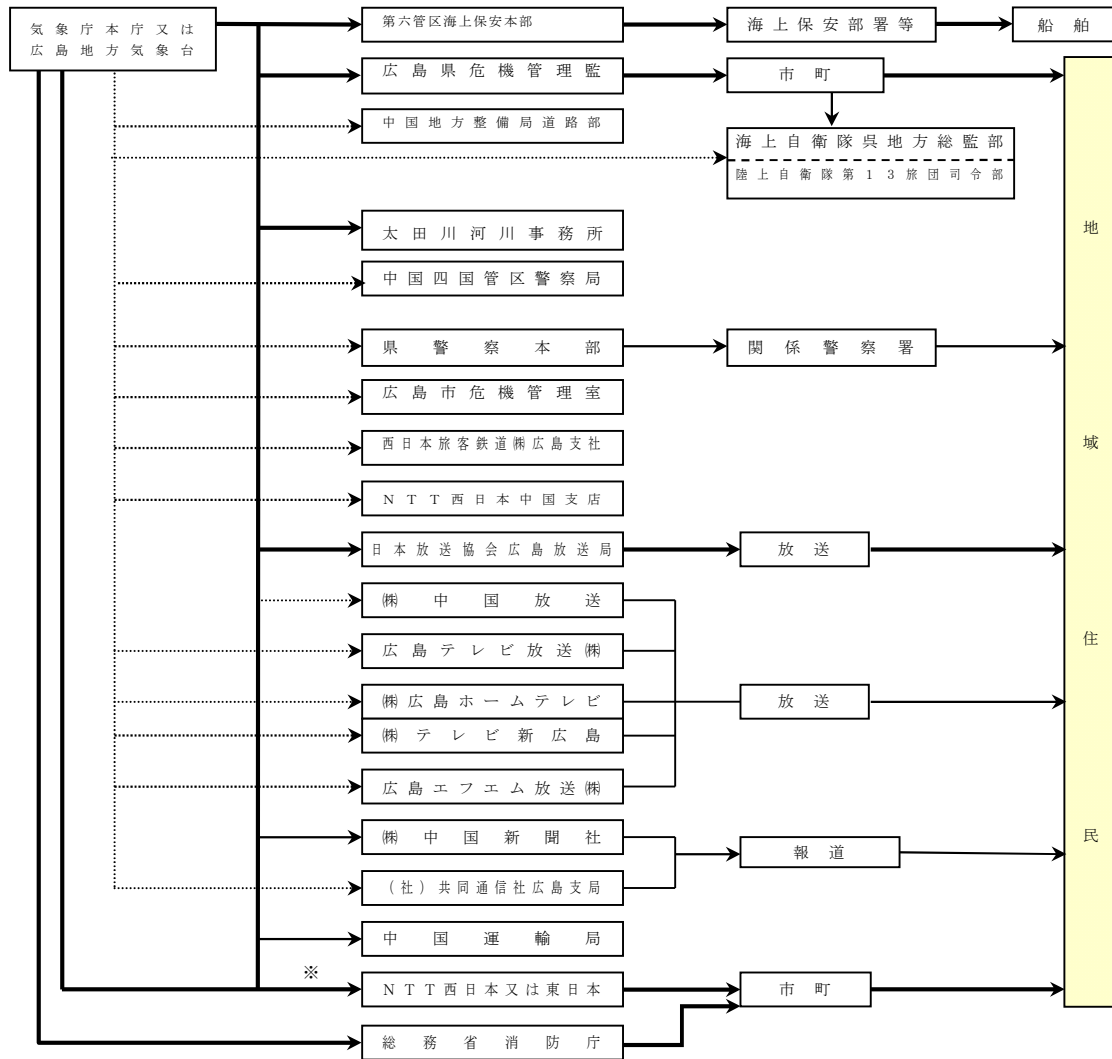 気象庁本庁又は
広島地方気象台
第六管区海上保安本部
海上保安部署等
船舶
広島県危機管理監
市町
中国地方整備局道路部
海上自衛隊呉地方総監部
陸上自衛隊第13旅団司令部
太田川河川事務所
中国四国管区警察局
県警察本部
関係警察署
広島市危機管理室
西日本旅客鉄道㈱広島支社
NTT西日本中国支店
日本放送協会広島放送局
放送
㈱中国放送
広島テレビ放送㈱
㈱広島ホームテレビ
放送
㈱テレビ新広島
広島エフエム放送㈱
㈱中国新聞社
報道
(社)共同通信社広島支局
中国運輸局
※
NTT西日本又は東日本
市町
総務省消防庁
地域住民